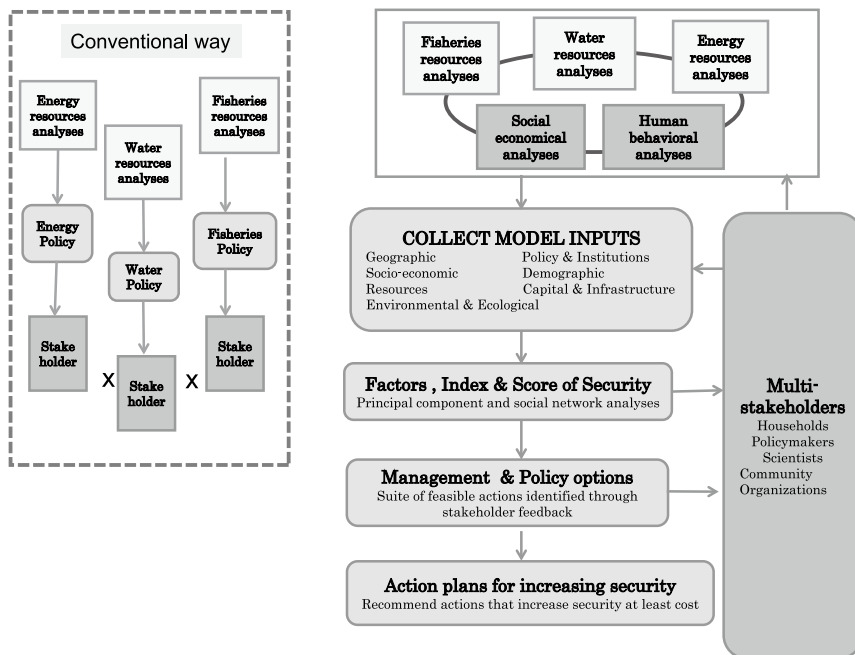 Conventional way
Energy
resources
analyses
Fisheries
resources
analyses
Water
resources
analyses
Energy
Policy
Fisheries
Policy
Water
Policy
Stake
holder
X
Stake
holder
X
Stake
holder
Fisheries
resources
analyses
Water
resources
analyses
Energy
resources
analyses
Social
economical
analyses
Human
behavioral
analyses
COLLECT MODEL INPUTS
Geographic Policy & Institutions
Socio-economic Demographic
Resources Capital & Infrastructure
Environmental & Ecological
Factors , Index & Score of Security
Principal component and social network analyses
Management & Policy options
Suite of feasible actions identified through
stakeholder feedback
Action plans for increasing security
Recommend actions that increase security at least cost
Multi-
stakeholders
Households
Policymakers
Scientists
Community
Organizations